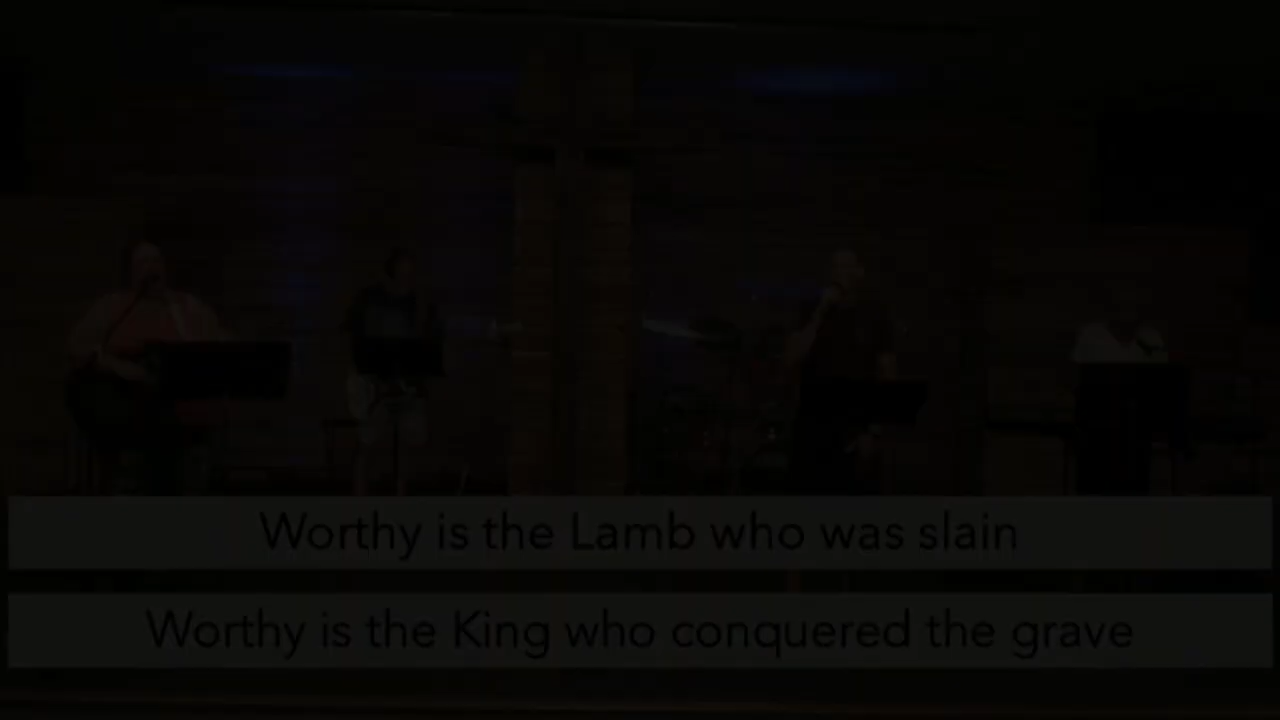 Worthy is the Lamb who was slain
Worthy is the King who conquered the grave